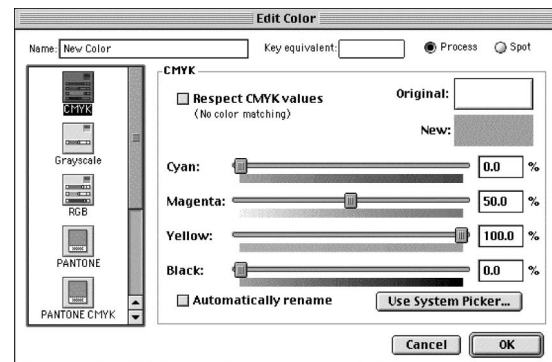 Edit Color
Name: New Color Key equivalent: Process Spot
CMYK
Grayscale
RGB
PANTONE
PANTONE CMYK
CMYK
Respect CMYK values
(No color matching)
Original:
New:
Cyan: 0.0 %
Magenta: 50.0 %
Yellow: 100.0 %
Black: 0.0 %
Automatically rename Use System Picker...
Cancel OK